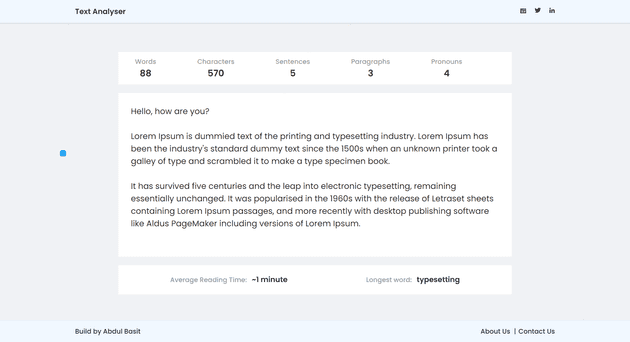 Text Analyser
Words Characters Sentences Paragraphs Pronouns
88 570 5 3 4
Hello, how are you?
Lorem Ipsum is dummied text of the printing and typesetting industry. Lorem Ipsum has
been the industry's standard dummy text since the 1500s when an unknown printer took a
galley of type and scrambled it to make a type specimen book.
It has survived five centuries and the leap into electronic typesetting, remaining
essentially unchanged. It was popularised in the 1960s with the release of Letraset sheets
containing Lorem Ipsum passages, and more recently with desktop publishing software
like Aldus PageMaker including versions of Lorem Ipsum.
Average Reading Time: ~1 minute Longest word: typesetting
Build by Abdul Basit About Us | Contact Us